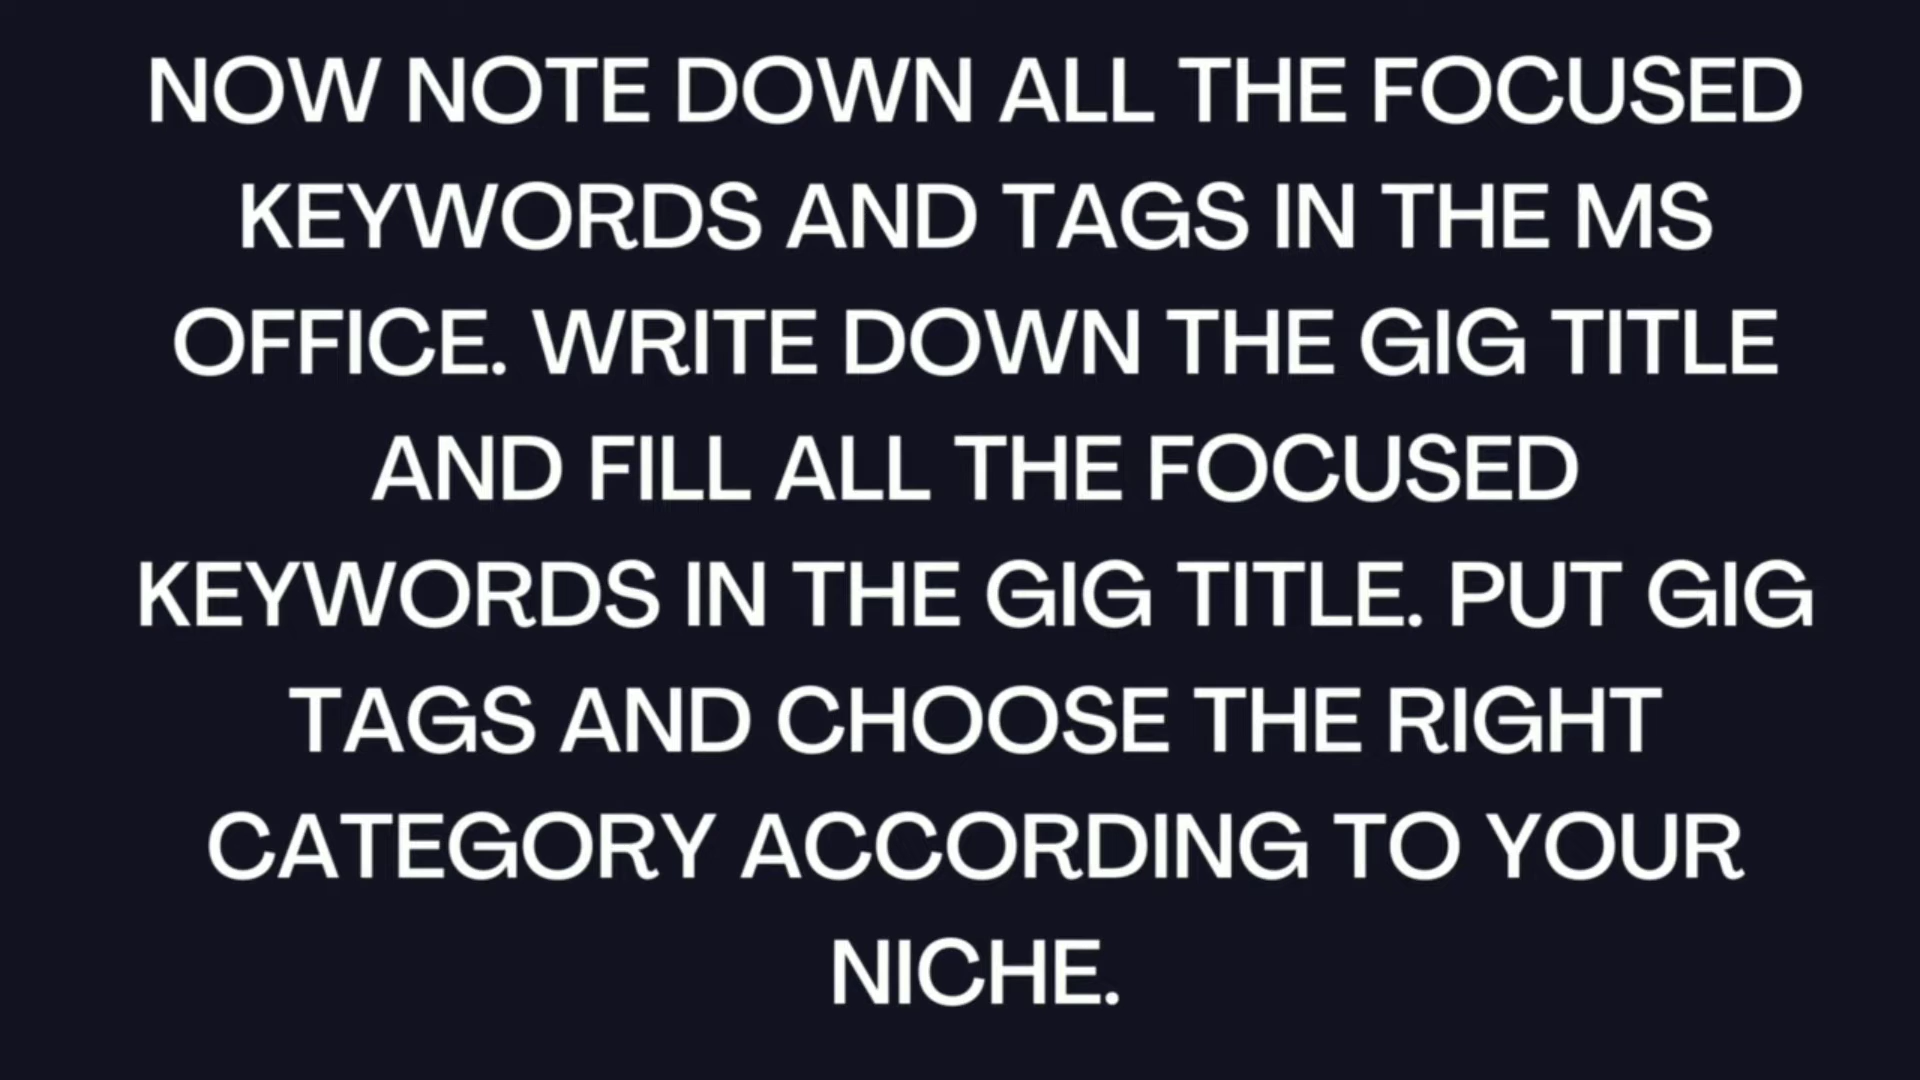 NOW NOTE DOWN ALL THE FOCUSED
KEYWORDS AND TAGS IN THE MS
OFFICE. WRITE DOWN THE GIG TITLE
AND FILL ALL THE FOCUSED
KEYWORDS IN THE GIG TITLE. PUT GIG
TAGS AND CHOOSE THE RIGHT
CATEGORY ACCORDING TO YOUR
NICHE.